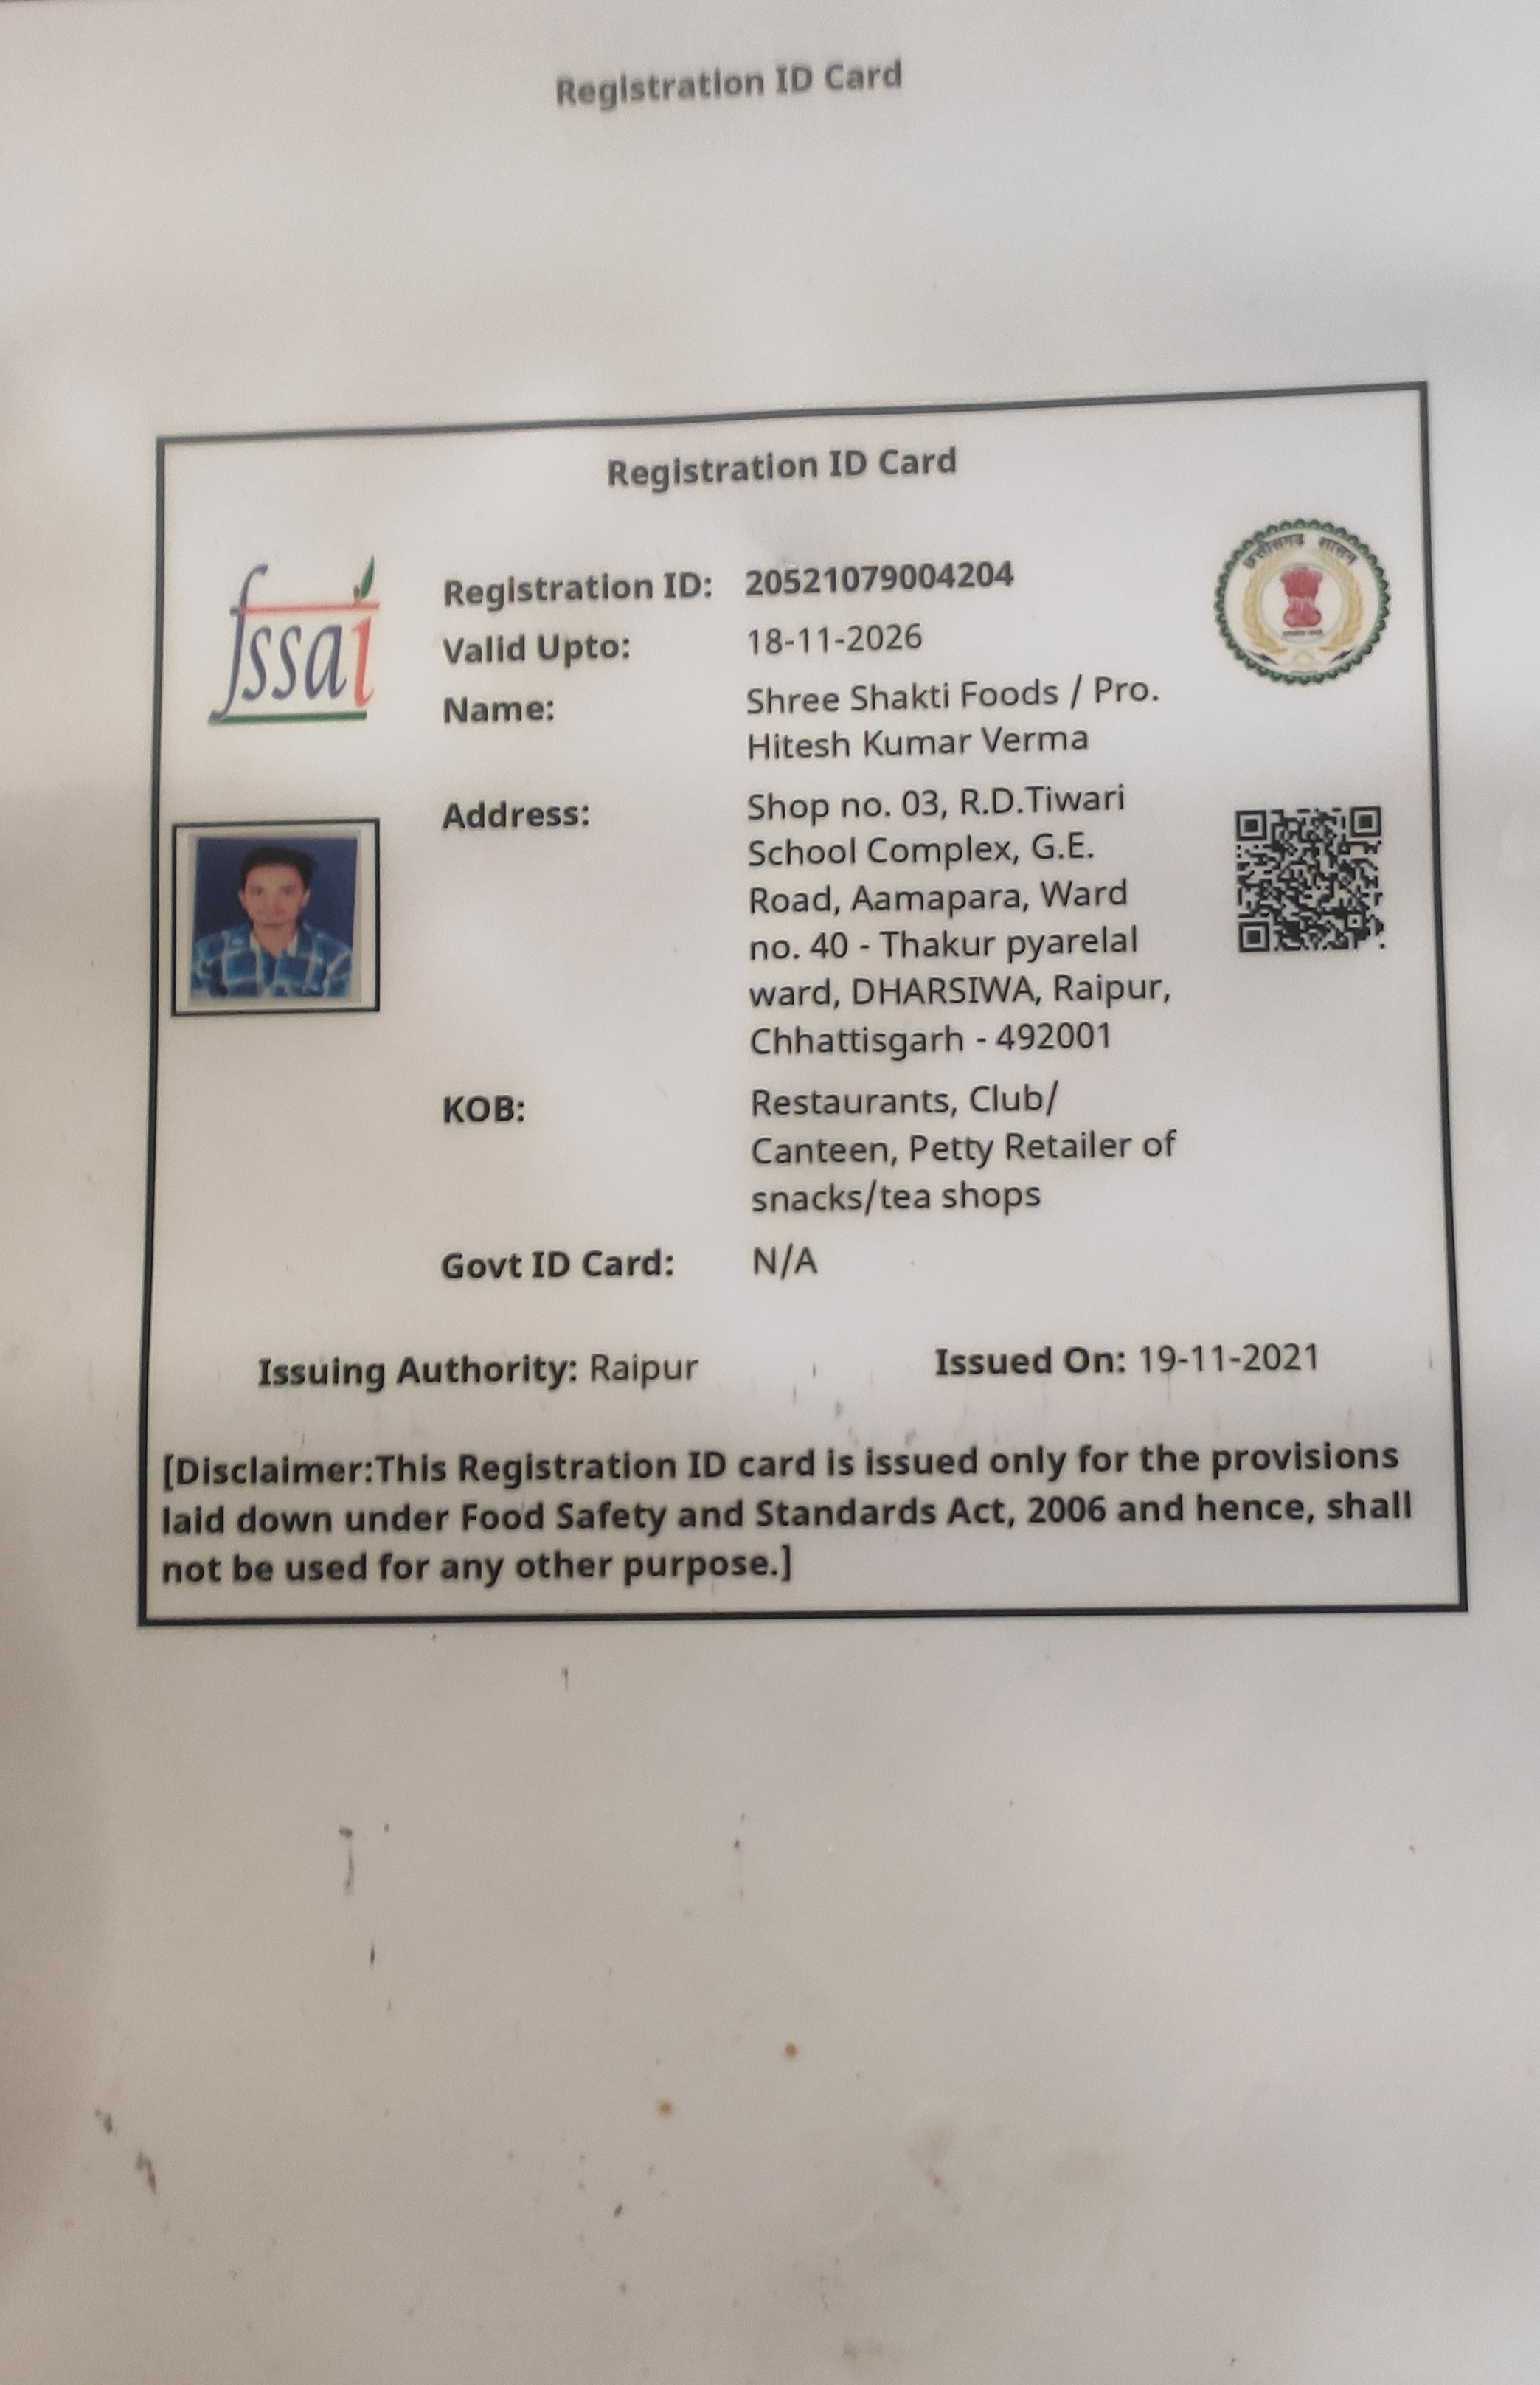 Registration ID Card
Registration ID Card
fssai
छत्तीसगढ़ शासन
Registration ID: 20521079004204
Valid Upto: 18-11-2026
Name: Shree Shakti Foods / Pro.
Hitesh Kumar Verma
Address: Shop no. 03, R.D.Tiwari
School Complex, G.E.
Road, Aamapara, Ward
no. 40 - Thakur pyarelal
ward, DHARSIWA, Raipur,
Chhattisgarh - 492001
KOB: Restaurants, Club/
Canteen, Petty Retailer of
snacks/tea shops
Govt ID Card: N/A
Issuing Authority: Raipur Issued On: 19-11-2021
[Disclaimer:This Registration ID card is issued only for the provisions
laid down under Food Safety and Standards Act, 2006 and hence, shall
not be used for any other purpose.]